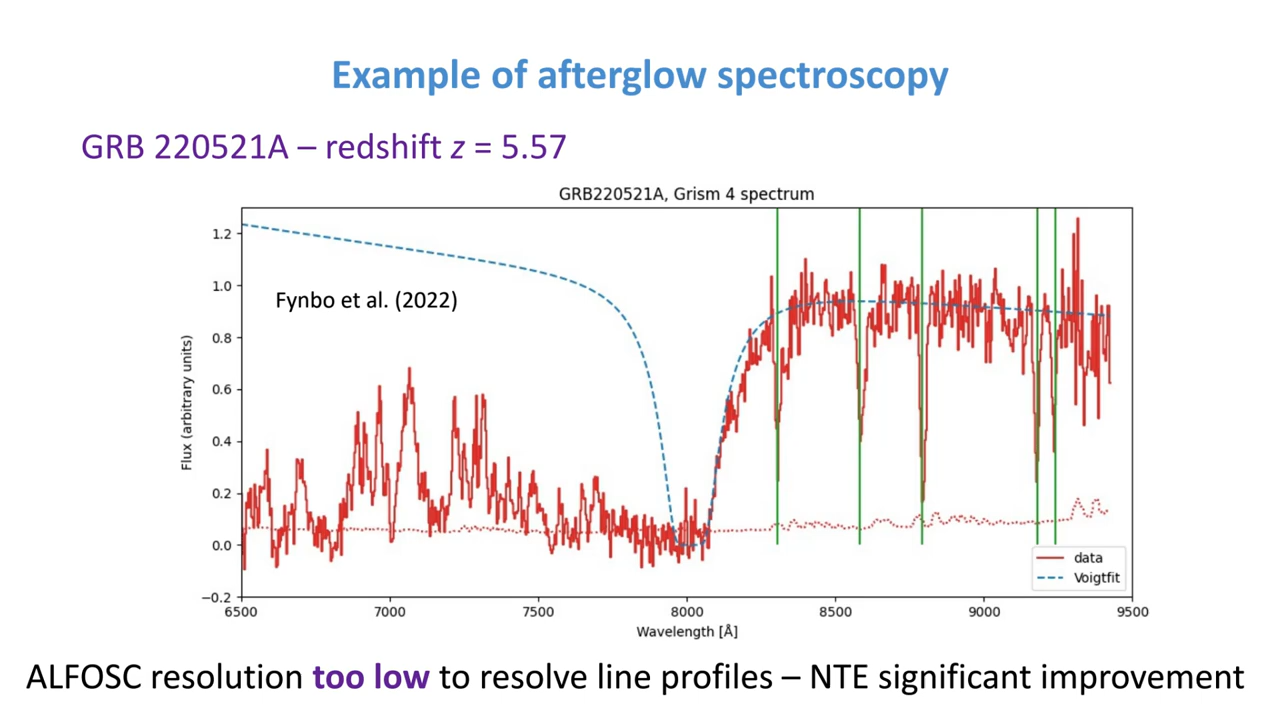 Example of afterglow spectroscopy
GRB 220521A – redshift z = 5.57
GRB220521A, Grism 4 spectrum
Fynbo et al. (2022)
Flux (arbitrary units)
1.2
1.0
0.8
0.6
0.4
0.2
0.0
−0.2
6500 7000 7500 8000 8500 9000 9500
Wavelength [Å]
data
Voigtfit
ALFOSC resolution too low to resolve line profiles – NTE significant improvement